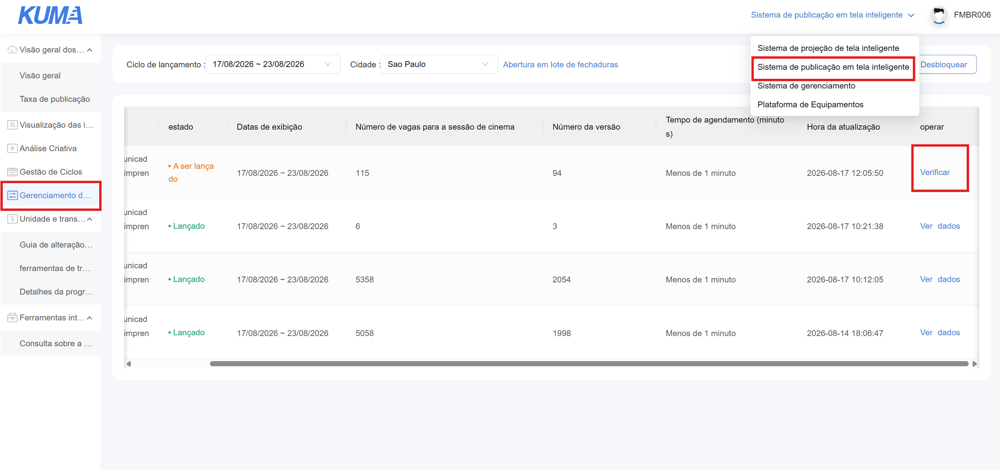 KUMA
Sistema de publicação em tela inteligente
FMBR006
Visão geral dos...
Visão geral
Taxa de publicação
Visualização das i...
Análise Criativa
Gestão de Ciclos
Gerenciamento d...
Unidade e trans...
Guia de alteração...
ferramentas de tr...
Detalhes da progr...
Ferramentas int...
Consulta sobre a ...
Ciclo de lançamento : 17/08/2026 ~ 23/08/2026 Cidade : Sao Paulo Abertura em lote de fechaduras Desbloquear
Sistema de projeção de tela inteligente
Sistema de publicação em tela inteligente
Sistema de gerenciamento
Plataforma de Equipamentos
estado Datas de exibição Número de vagas para a sessão de cinema Número da versão Tempo de agendamento (minuto
s) Hora da atualização operar
unicad
impren
• A ser lança
do
17/08/2026 ~ 23/08/2026 115 94 Menos de 1 minuto 2026-08-17 12:05:50 Verificar
unicad
impren
• Lançado 17/08/2026 ~ 23/08/2026 6 3 Menos de 1 minuto 2026-08-17 10:21:38 Ver dados
unicad
impren
• Lançado 17/08/2026 ~ 23/08/2026 5358 2054 Menos de 1 minuto 2026-08-17 10:12:05 Ver dados
unicad
impren
• Lançado 17/08/2026 ~ 23/08/2026 5058 1998 Menos de 1 minuto 2026-08-14 18:06:47 Ver dados